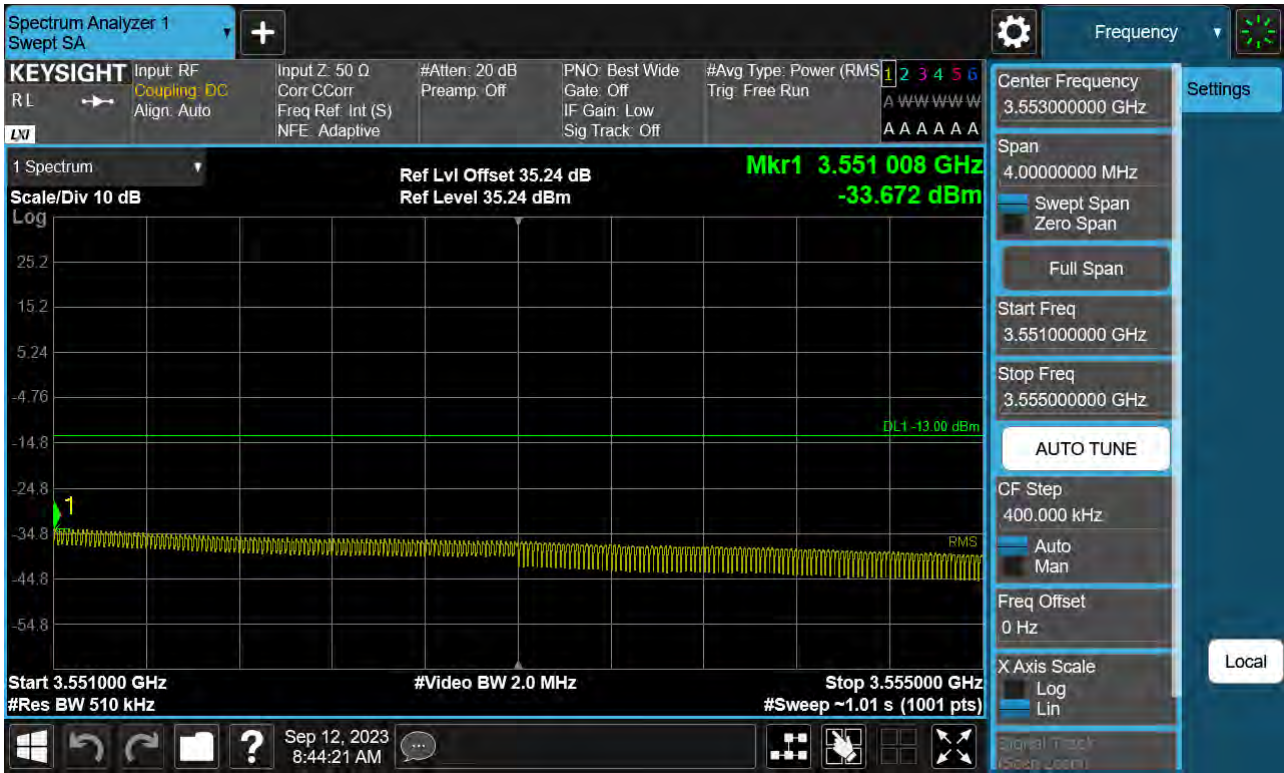 Spectrum Analyzer 1
Swept SA
Frequency
KEYSIGHT
RL
LXI
Input: RF
Coupling: DC
Align: Auto
Input Z: 50 Ω
Corr CCorr
Freq Ref: Int (S)
NFE: Adaptive
#Atten: 20 dB
Preamp: Off
PNO: Best Wide
Gate: Off
IF Gain: Low
Sig Track: Off
#Avg Type: Power (RMS
Trig: Free Run
1 2 3 4 5 6
A W W W W W
A A A A A A
1 Spectrum
Scale/Div 10 dB
Log
Ref Lvl Offset 35.24 dB
Ref Level 35.24 dBm
Mkr1 3.551 008 GHz
-33.672 dBm
25.2
15.2
5.24
-4.76
DL1 -13.00 dBm
-14.8
-24.8
1
-34.8
RMS
-44.8
-54.8
Start 3.551000 GHz
#Video BW 2.0 MHz
Stop 3.555000 GHz
#Res BW 510 kHz
#Sweep ~1.01 s (1001 pts)
Center Frequency
3.553000000 GHz
Settings
Span
4.00000000 MHz
Swept Span
Zero Span
Full Span
Start Freq
3.551000000 GHz
Stop Freq
3.555000000 GHz
AUTO TUNE
CF Step
400.000 kHz
Auto
Man
Freq Offset
0 Hz
X Axis Scale
Log
Lin
Local
Signal Track
(Span Zoom)
?
Sep 12, 2023
8:44:21 AM